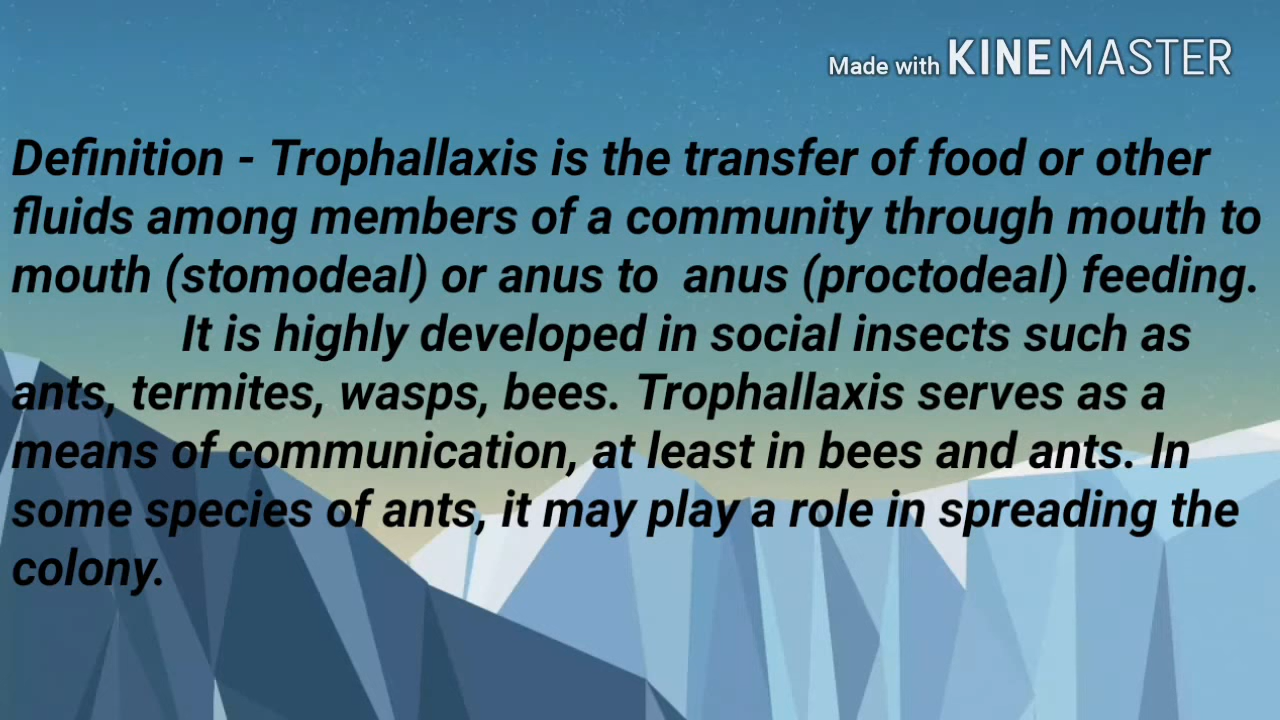 Made with KINEMASTER
Definition - Trophallaxis is the transfer of food or other
fluids among members of a community through mouth to
mouth (stomodeal) or anus to  anus (proctodeal) feeding.
It is highly developed in social insects such as
ants, termites, wasps, bees. Trophallaxis serves as a
means of communication, at least in bees and ants. In
some species of ants, it may play a role in spreading the
colony.